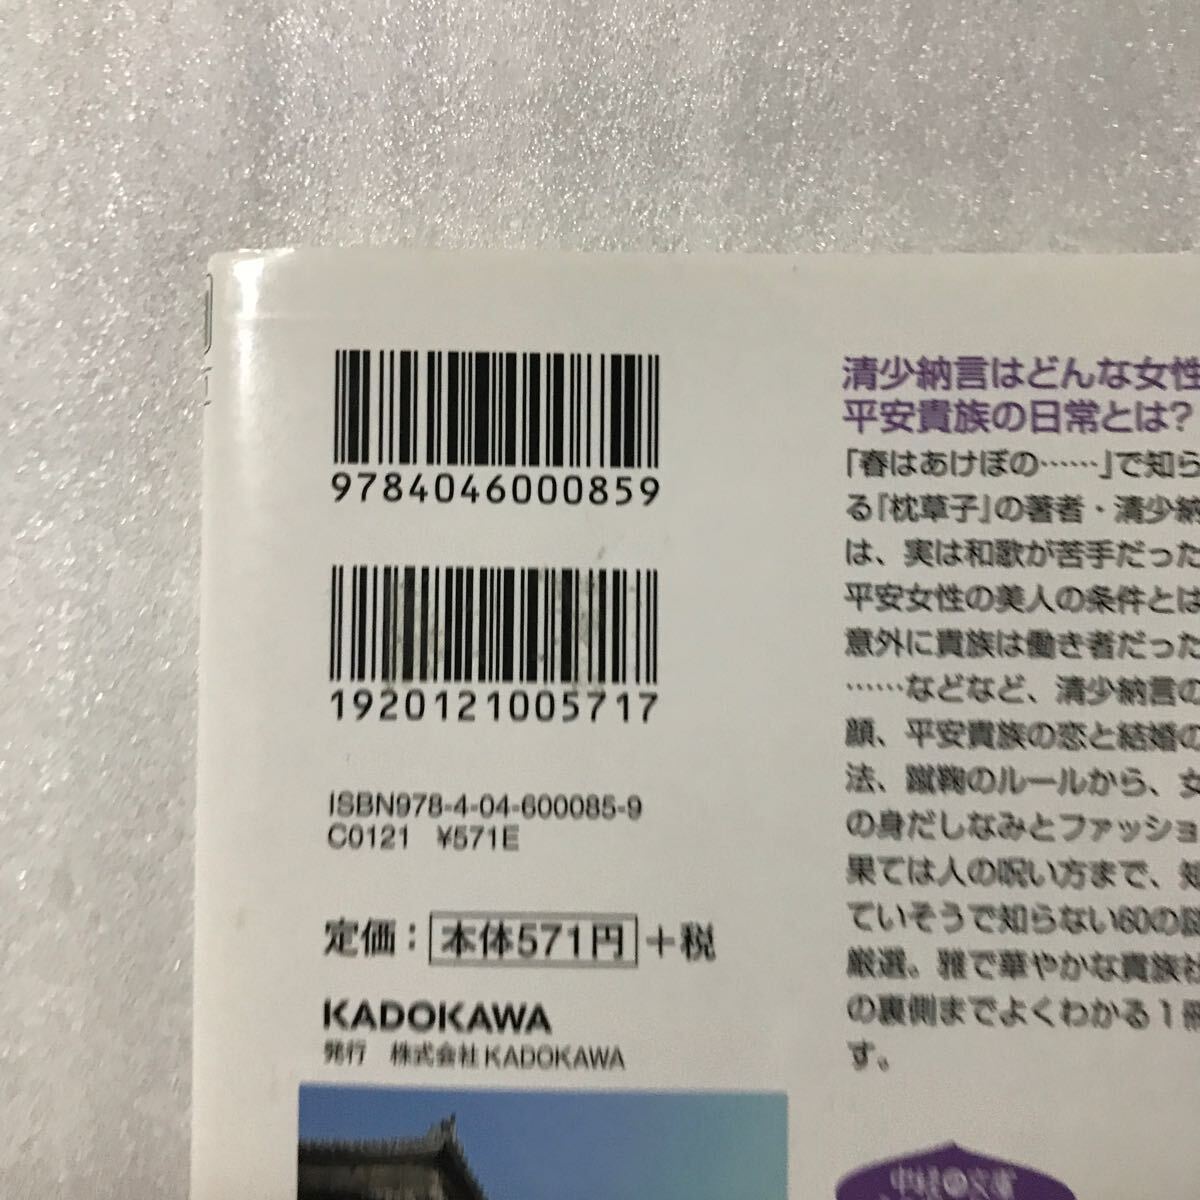 9784046000859
1920121005717
ISBN978-4-04-600085-9
C0121 ¥571E
定価：本体571円＋税
KADOKAWA
発行 株式会社KADOKAWA
清少納言はどんな女性
平安貴族の日常とは?
「春はあけぼの……」で知ら
る『枕草子』の著者・清少納
は、実は和歌が苦手だった
平安女性の美人の条件とは
意外に貴族は働き者だった
……などなど、清少納言の
顔、平安貴族の恋と結婚の
法、蹴鞠のルールから、女
の身だしなみとファッショ
果ては人の呪い方まで、知
ていそうで知らない60の
厳選。雅で華やかな貴族社
の裏側までよくわかる1冊
す。
中経の文庫